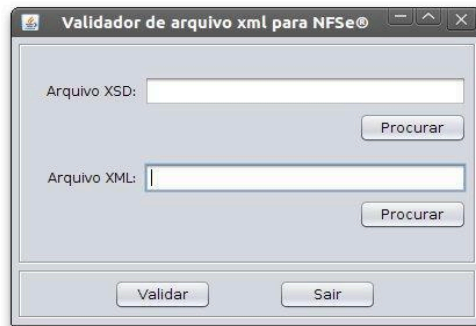 Validador de arquivo xml para NFSe®
Arquivo XSD:
Procurar
Arquivo XML:
Procurar
Validar Sair